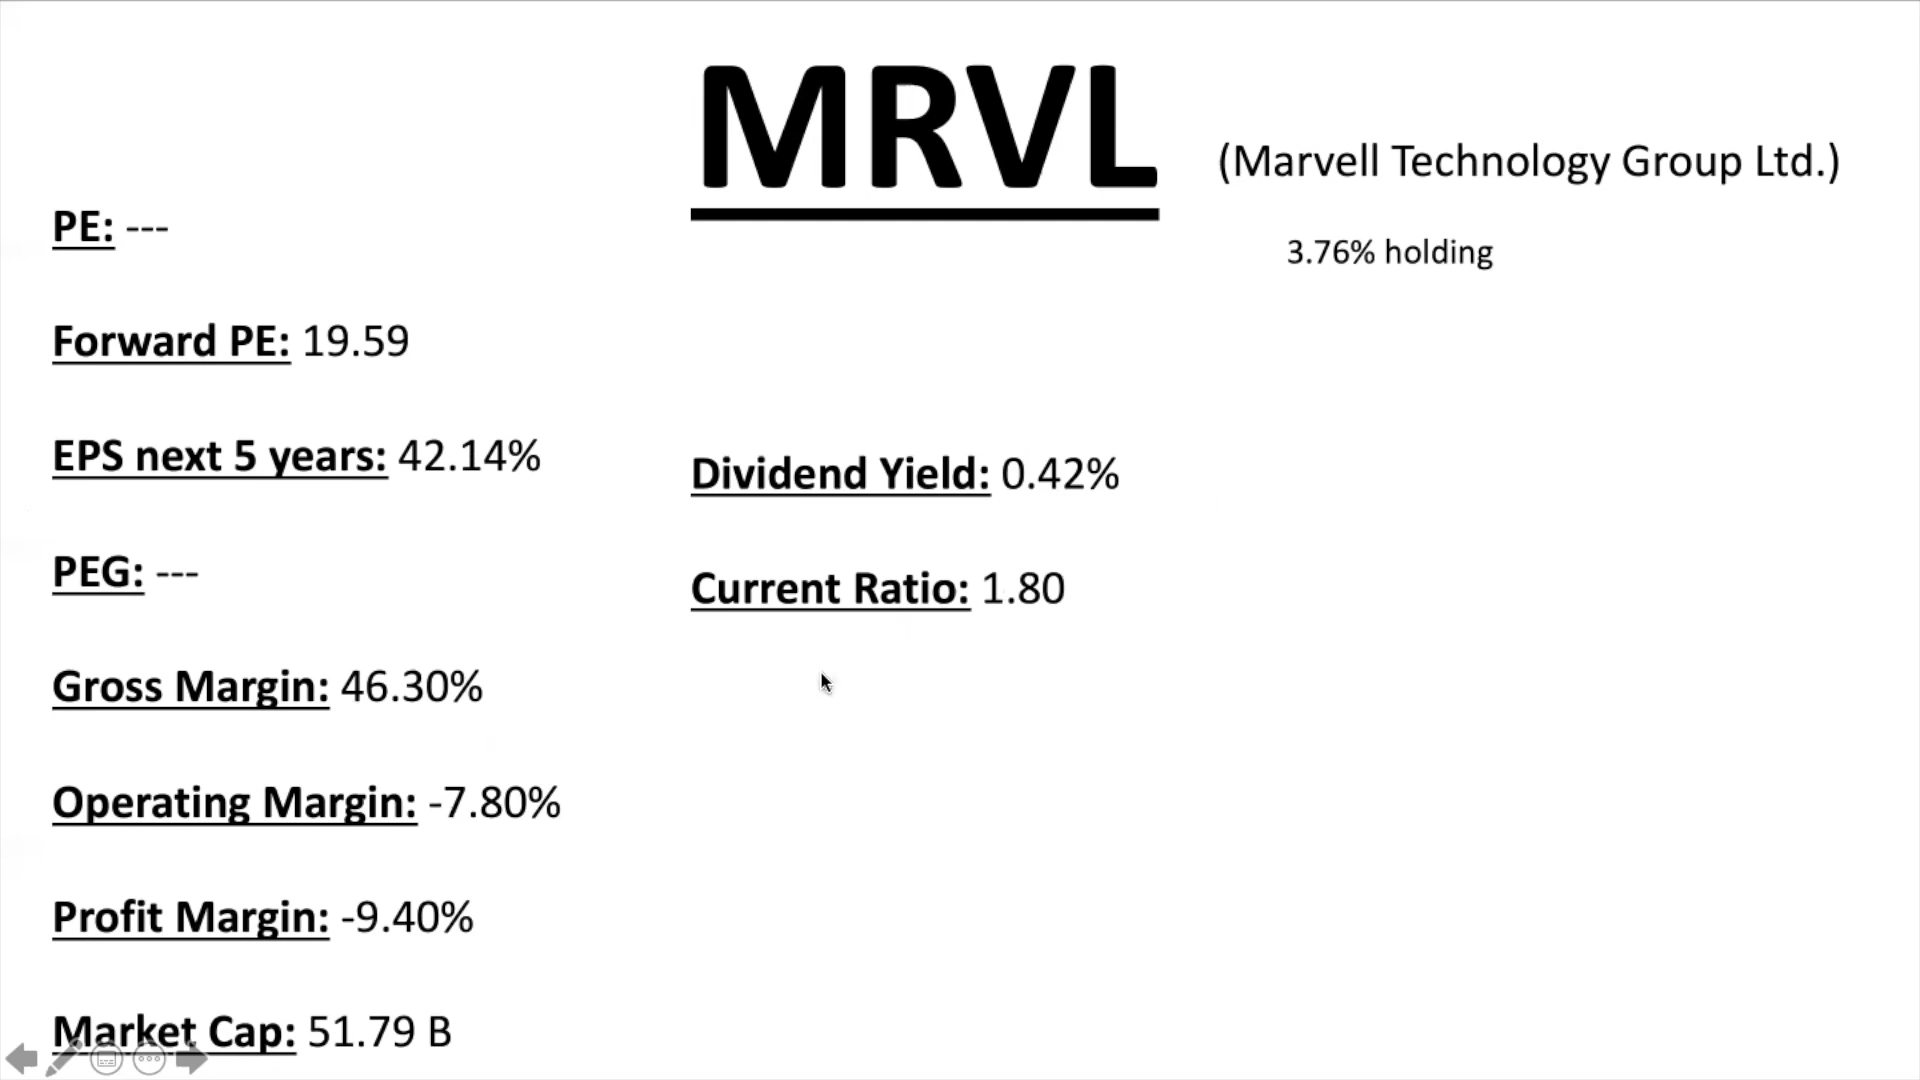 MRVL
(Marvell Technology Group Ltd.)
3.76% holding
PE: ---
Forward PE: 19.59
EPS next 5 years: 42.14%
PEG: ---
Gross Margin: 46.30%
Operating Margin: -7.80%
Profit Margin: -9.40%
Market Cap: 51.79 B
Dividend Yield: 0.42%
Current Ratio: 1.80